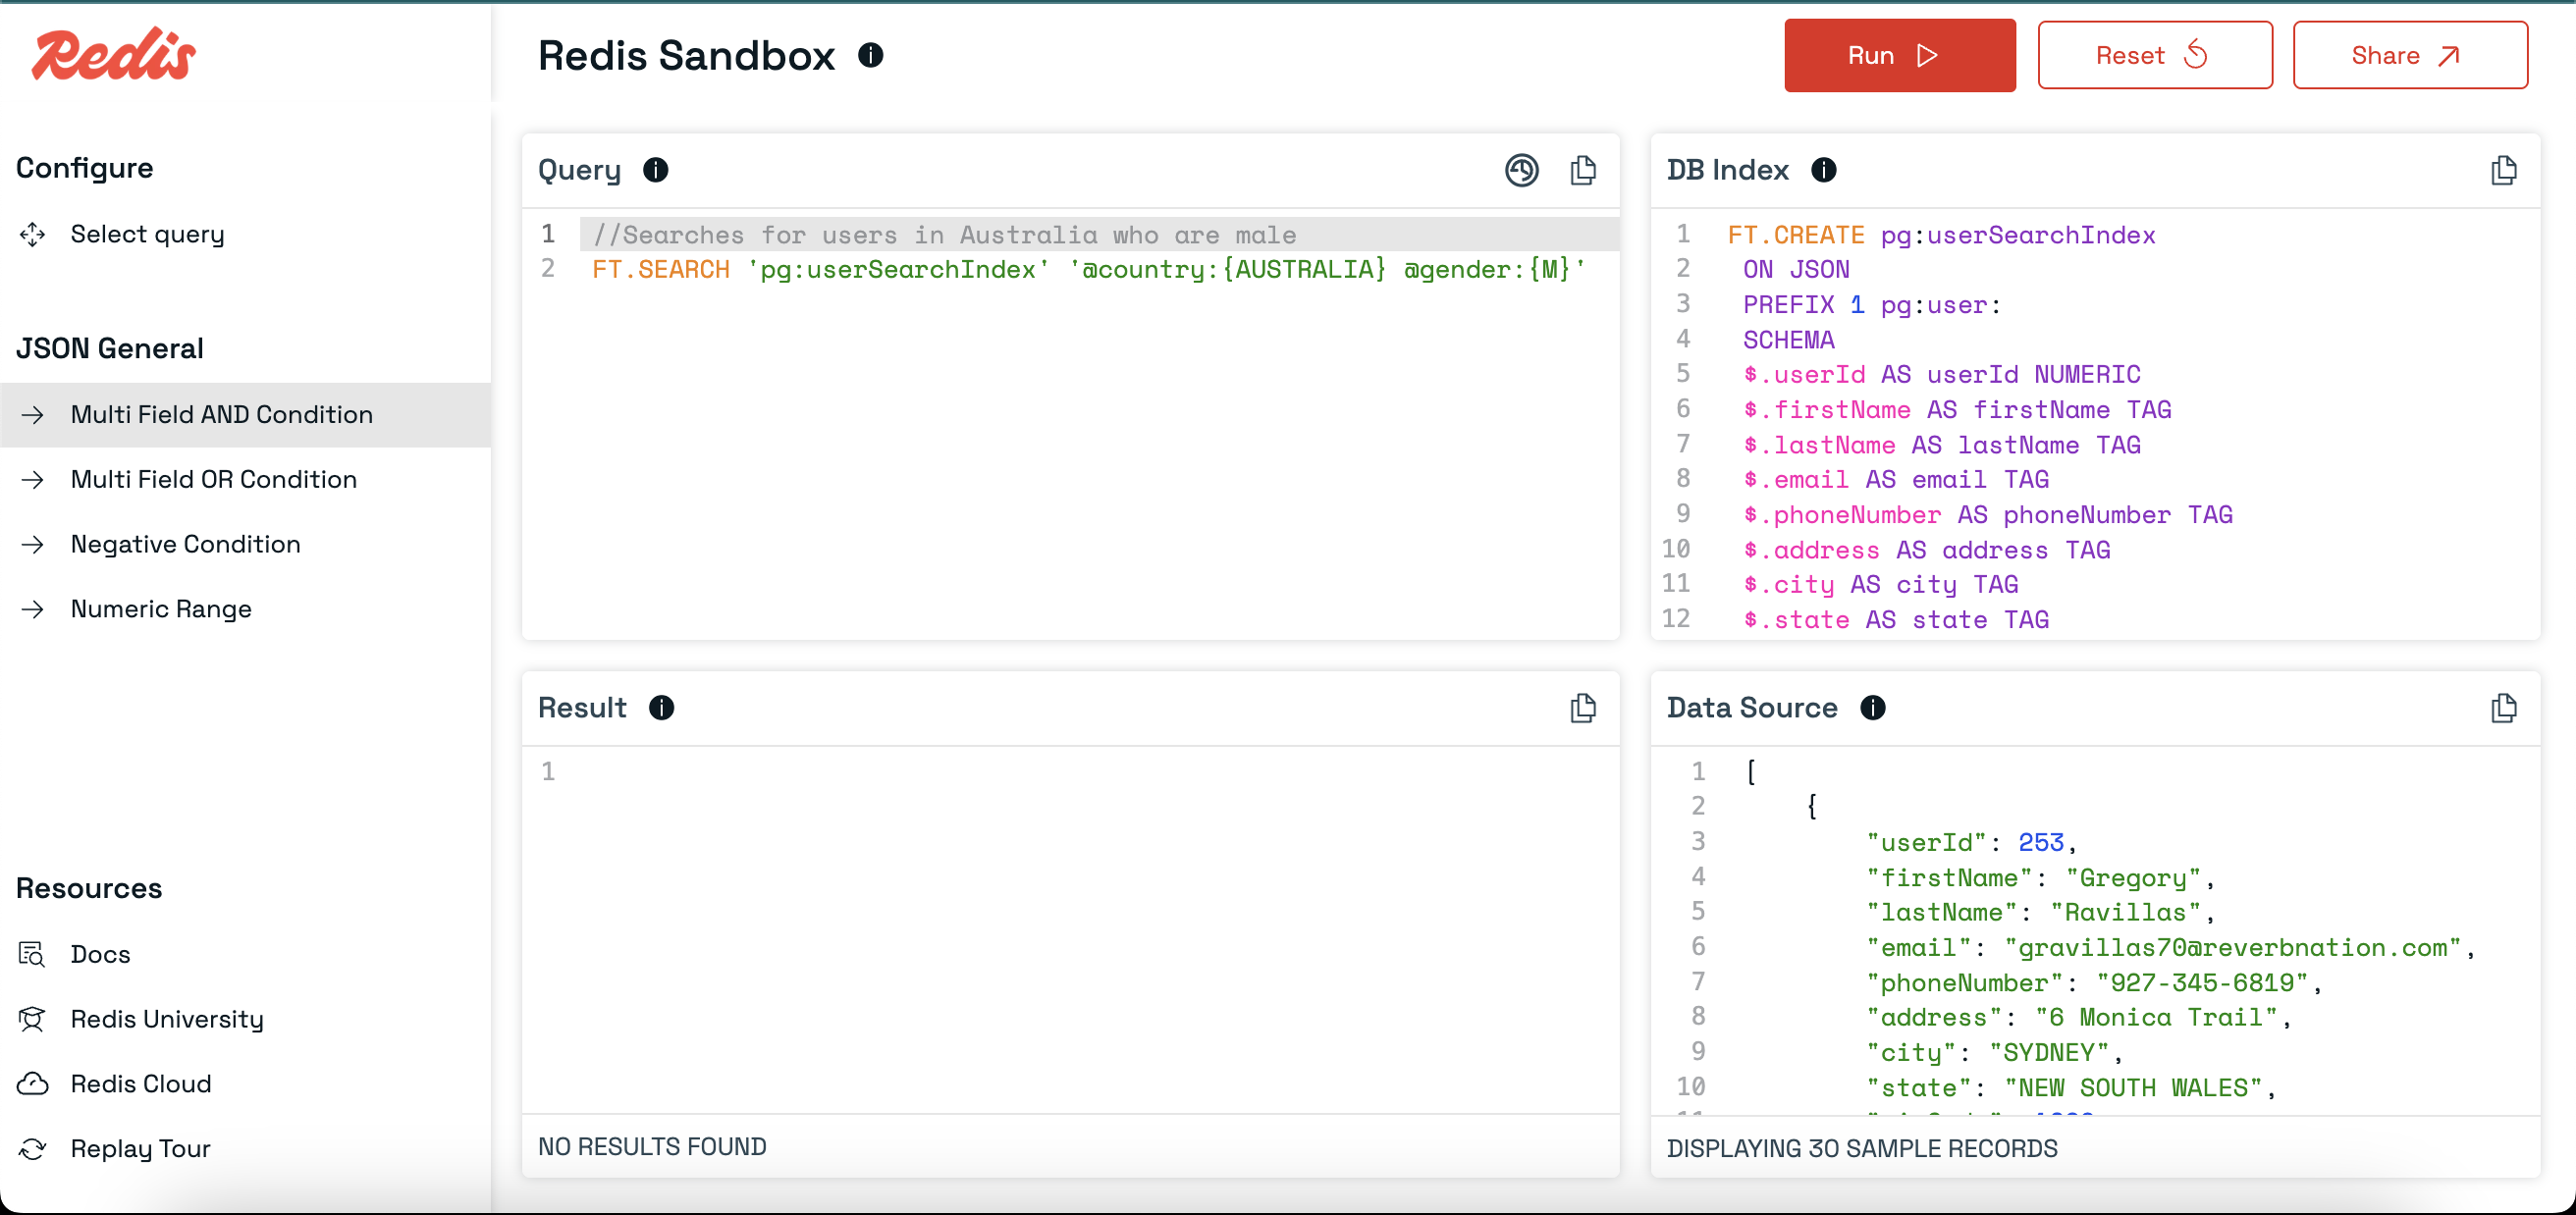 Redis
Redis Sandbox
Run
Reset
Share
Configure
Select query
JSON General
Multi Field AND Condition
Multi Field OR Condition
Negative Condition
Numeric Range
Resources
Docs
Redis University
Redis Cloud
Replay Tour
Query
1 //Searches for users in Australia who are male
2 FT.SEARCH 'pg:userSearchIndex' '@country:{AUSTRALIA} @gender:{M}'
DB Index
1 FT.CREATE pg:userSearchIndex
2 ON JSON
3 PREFIX 1 pg:user:
4 SCHEMA
5 $.userId AS userId NUMERIC
6 $.firstName AS firstName TAG
7 $.lastName AS lastName TAG
8 $.email AS email TAG
9 $.phoneNumber AS phoneNumber TAG
10 $.address AS address TAG
11 $.city AS city TAG
12 $.state AS state TAG
Result
1
NO RESULTS FOUND
Data Source
1 [
2 {
3 "userId": 253,
4 "firstName": "Gregory",
5 "lastName": "Ravillas",
6 "email": "gravillas70@reverbnation.com",
7 "phoneNumber": "927-345-6819",
8 "address": "6 Monica Trail",
9 "city": "SYDNEY",
10 "state": "NEW SOUTH WALES",
DISPLAYING 30 SAMPLE RECORDS